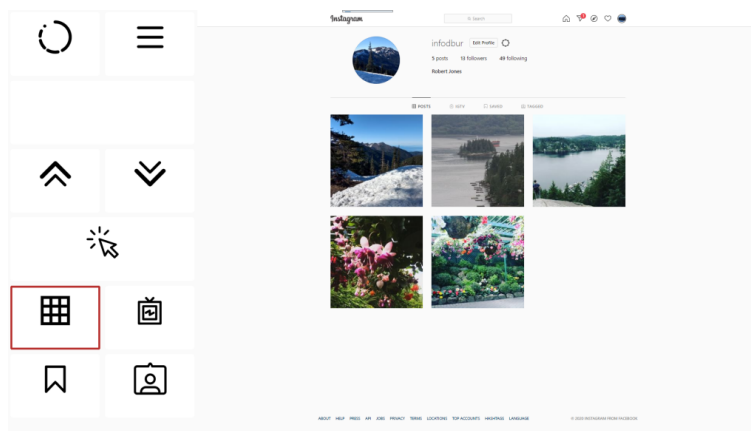 Instagram
Search
infodbur Edit Profile
5 posts 13 followers 49 following
Robert Jones
POSTS IGTV SAVED TAGGED
ABOUT HELP PRESS API JOBS PRIVACY TERMS LOCATIONS TOP ACCOUNTS HASHTAGS LANGUAGE © 2020 INSTAGRAM FROM FACEBOOK